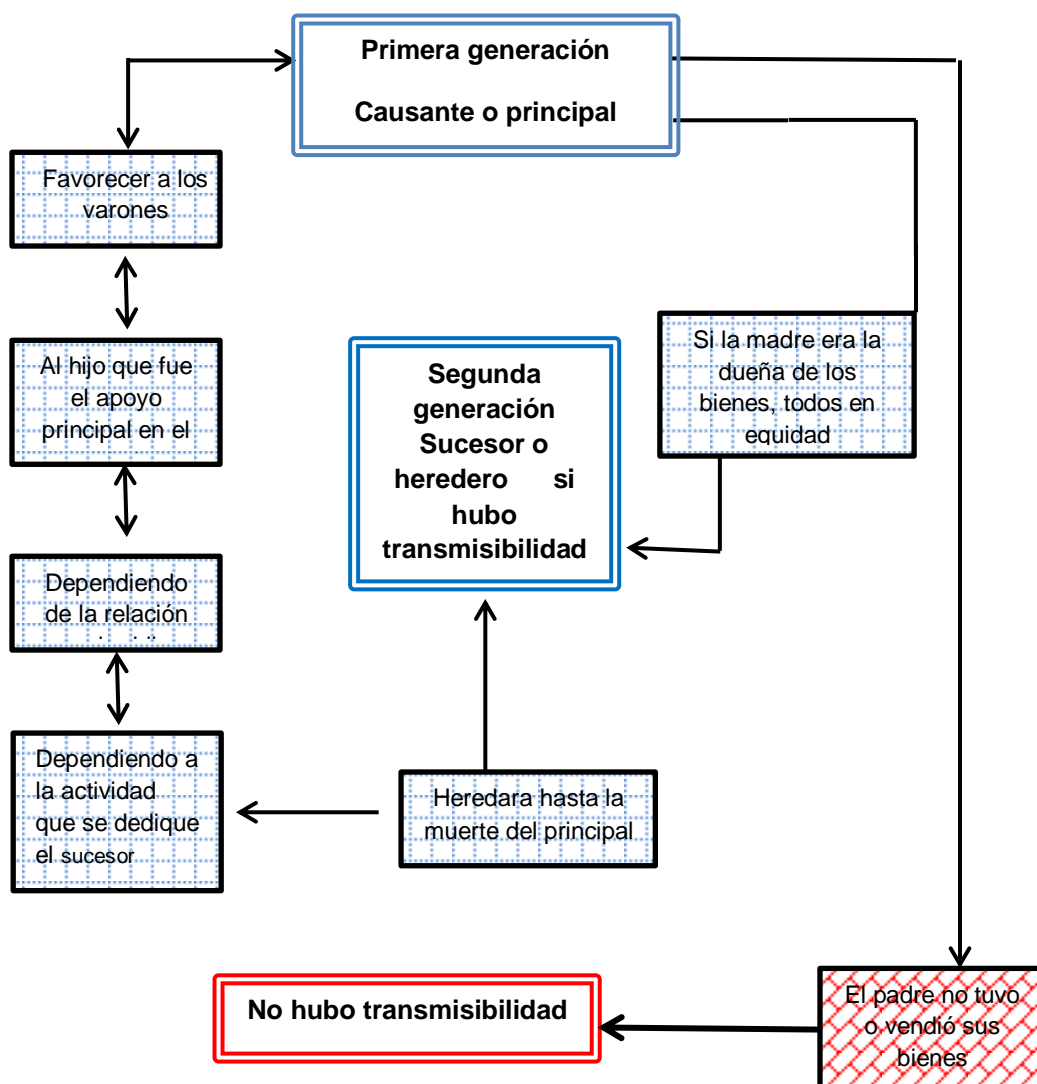 Primera generación
Causante o principal
Favorecer a los
varones
Al hijo que fue
el apoyo
principal en el
Dependiendo
de la relación
Dependiendo a
la actividad
que se dedique
el sucesor
Segunda
generación
Sucesor o
heredero si
hubo
transmisibilidad
Si la madre era la
dueña de los
bienes, todos en
equidad
Heredara hasta la
muerte del principal
No hubo transmisibilidad
El padre no tuvo
o vendió sus
bienes